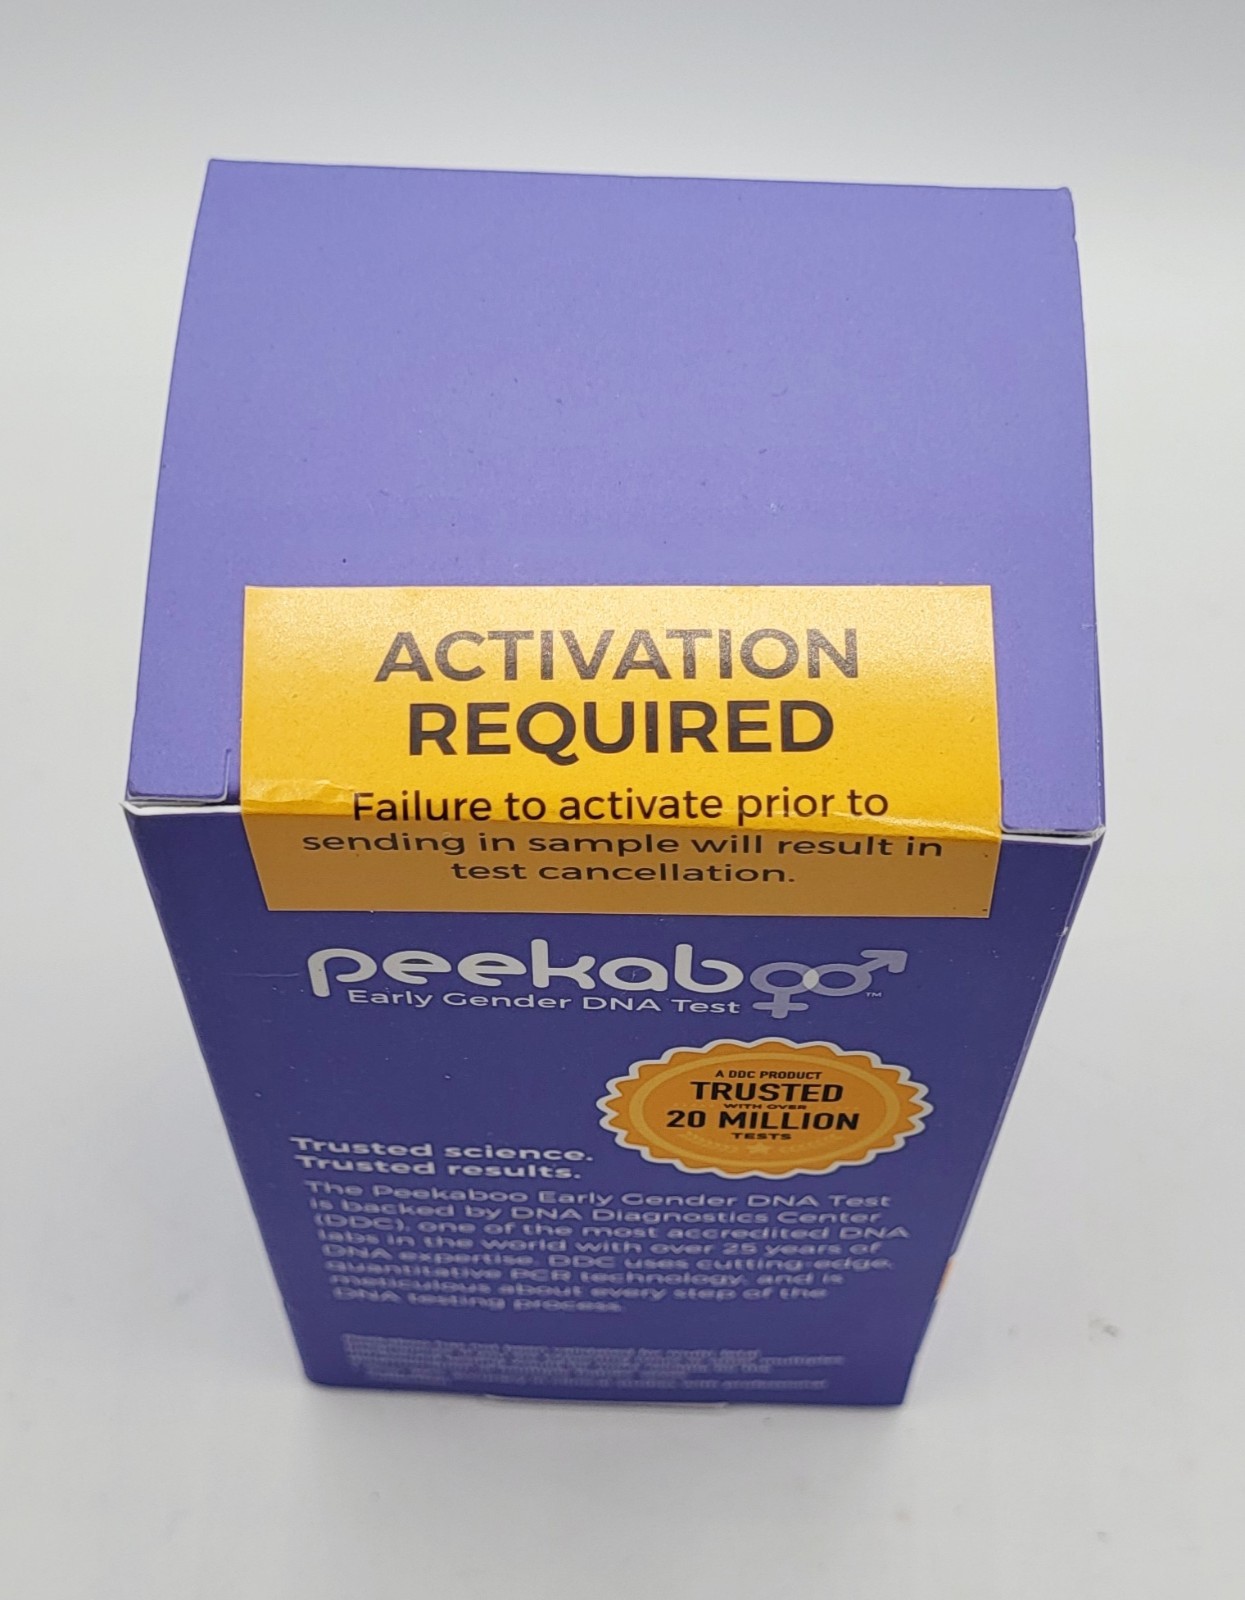 ACTIVATION
REQUIRED
Failure to activate prior to
sending in sample will result in
test cancellation.
peekaboo™
Early Gender DNA Test
A DDC PRODUCT
TRUSTED
WITH OVER
20 MILLION
TESTS
Trusted science.
Trusted results.
The Peekaboo Early Gender DNA Test
is backed by DNA Diagnostics Center
(DDC), one of the most accredited DNA
labs in the world with over 25 years of
DNA expertise. DDC uses cutting-edge,
quantitative PCR technology, and is
meticulous about every step of the
DNA testing process.